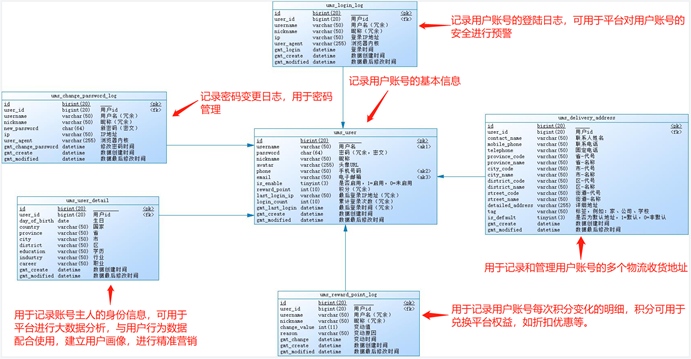 ums_login_log
id bigint(20) <pk>
user_id bigint(20) 用户id <fk>
username varchar(50) 用户名（冗余）
nickname varchar(50) 昵称（冗余）
ip varchar(50) 登录IP地址
user_agent varchar(255) 浏览器内核
gmt_login datetime 登录时间
gmt_create datetime 数据创建时间
gmt_modified datetime 数据最后修改时间
记录用户账号的登陆日志，可用于平台对用户账号的
安全进行预警
ums_change_password_log
id bigint(20) <pk>
user_id bigint(20) 用户id <fk>
username varchar(50) 用户名（冗余）
nickname varchar(50) 昵称（冗余）
new_password char(64) 新密码（密文）
ip varchar(50) IP地址
user_agent varchar(255) 浏览器内核
gmt_change_password datetime 修改密码时间
gmt_create datetime 数据创建时间
gmt_modified datetime 数据最后修改时间
记录密码变更日志，用于密码
管理
记录用户账号的基本信息
ums_user
id bigint(20) <pk>
username varchar(50) 用户名 <ak1>
password char(64) 密码（冗余，密文）
nickname varchar(50) 昵称
avatar varchar(255) 头像URL
phone varchar(50) 手机号码 <ak2>
email varchar(50) 电子邮箱 <ak3>
is_enable tinyint(3) 是否启用，1=启用，0=未启用
reward_point int(10) 积分（冗余）
last_login_ip varchar(50) 最后登录IP地址（冗余）
login_count int(10) 累计登录次数（冗余）
gmt_last_login datetime 最后登录时间（冗余）
gmt_create datetime 数据创建时间
gmt_modified datetime 数据最后修改时间
ums_delivery_address
id bigint(20) <pk>
user_id bigint(20) 用户id <fk>
contact_name varchar(50) 联系人姓名
mobile_phone varchar(50) 联系电话
telephone varchar(50) 固定电话
province_code varchar(50) 省-代号
province_name varchar(50) 省-名称
city_code varchar(50) 市-代号
city_name varchar(50) 市-名称
district_code varchar(50) 区-代号
district_name varchar(50) 区-名称
street_code varchar(50) 街道-代号
street_name varchar(50) 街道-名称
detailed_address varchar(255) 详细地址
tag varchar(50) 标签，例如：家、公司、学校
is_default tinyint(3) 是否为默认地址，1=默认，0=非默认
gmt_create datetime 数据创建时间
gmt_modified datetime 数据最后修改时间
用于记录和管理用户账号的多个物流收货地址
ums_user_detail
id bigint(20) <pk>
user_id bigint(20) 用户id <fk>
day_of_birth date 生日
country varchar(50) 国家
province varchar(50) 省
city varchar(50) 市
district varchar(50) 区
education varchar(50) 学历
industry varchar(50) 行业
career varchar(50) 职业
gmt_create datetime 数据创建时间
gmt_modified datetime 数据最后修改时间
用于记录账号主人的身份信息，可用于
平台进行大数据分析，与用户行为数据
配合使用，建立用户画像，进行精准营销
ums_reward_point_log
id bigint(20) <pk>
user_id bigint(20) 用户id <fk>
username varchar(50) 用户名（冗余）
nickname varchar(50) 昵称（冗余）
change_value int(11) 变动值
reason varchar(50) 变动原因
gmt_change datetime 变动时间
gmt_create datetime 数据创建时间
gmt_modified datetime 数据最后修改时间
用于记录用户账号每次积分变化的明细，积分可用于
兑换平台权益，如折扣优惠等。